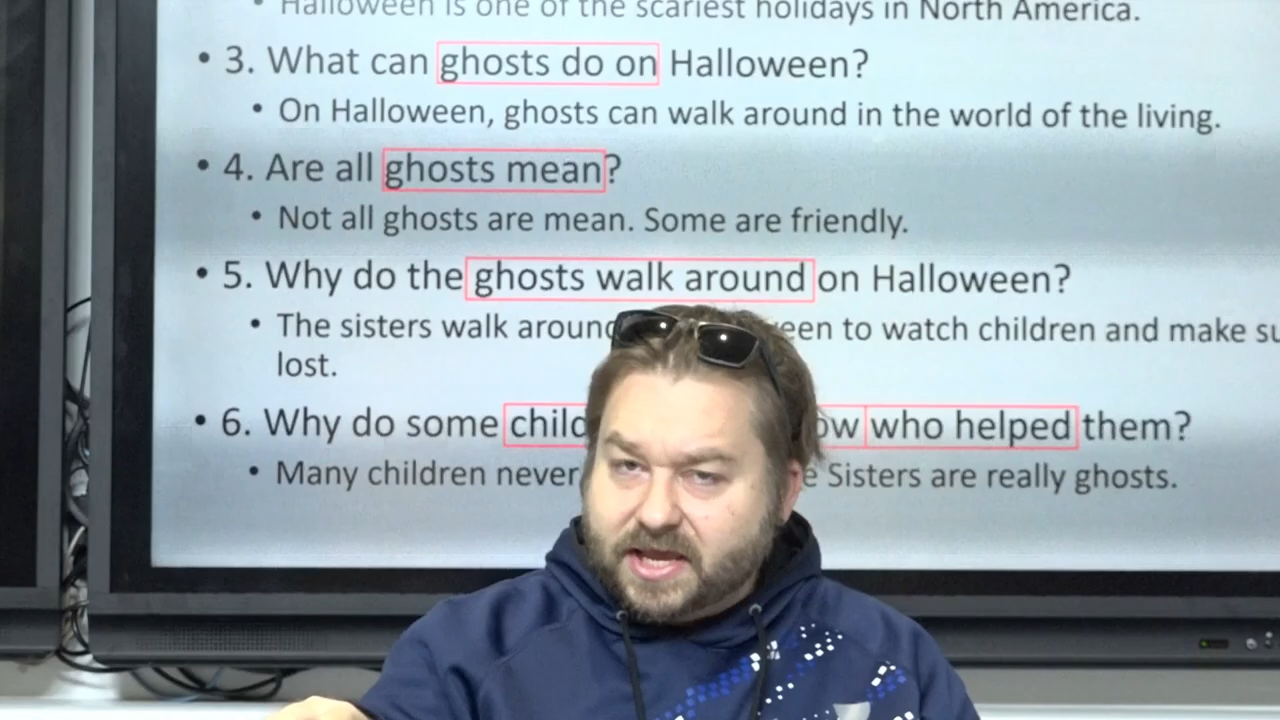 Halloween is one of the scariest holidays in North America.
• 3. What can ghosts do on Halloween?
• On Halloween, ghosts can walk around in the world of the living.
• 4. Are all ghosts mean?
• Not all ghosts are mean. Some are friendly.
• 5. Why do the ghosts walk around on Halloween?
• The sisters walk around een to watch children and make su
lost.
• 6. Why do some child ow who helped them?
• Many children never e Sisters are really ghosts.